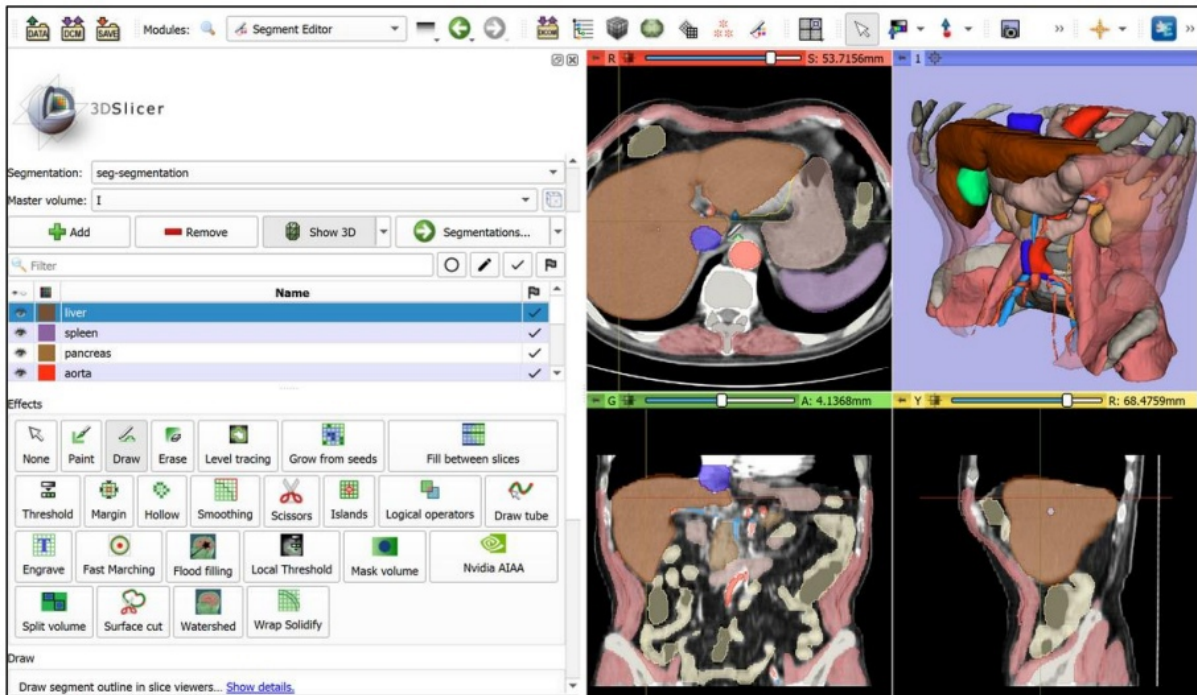 DATA DCM SAVE Modules: Segment Editor DICOM
R S: 53.7156mm 1
3DSlicer
Segmentation: seg-segmentation
Master volume: I
Add Remove Show 3D Segmentations...
Filter
Name
liver
spleen
pancreas
aorta
G A: 4.1368mm Y R: 68.4759mm
Effects
None Paint Draw Erase Level tracing Grow from seeds Fill between slices
Threshold Margin Hollow Smoothing Scissors Islands Logical operators Draw tube
Engrave Fast Marching Flood filling Local Threshold Mask volume Nvidia AIAA
Split volume Surface cut Watershed Wrap Solidify
Draw
Draw segment outline in slice viewers... Show details.